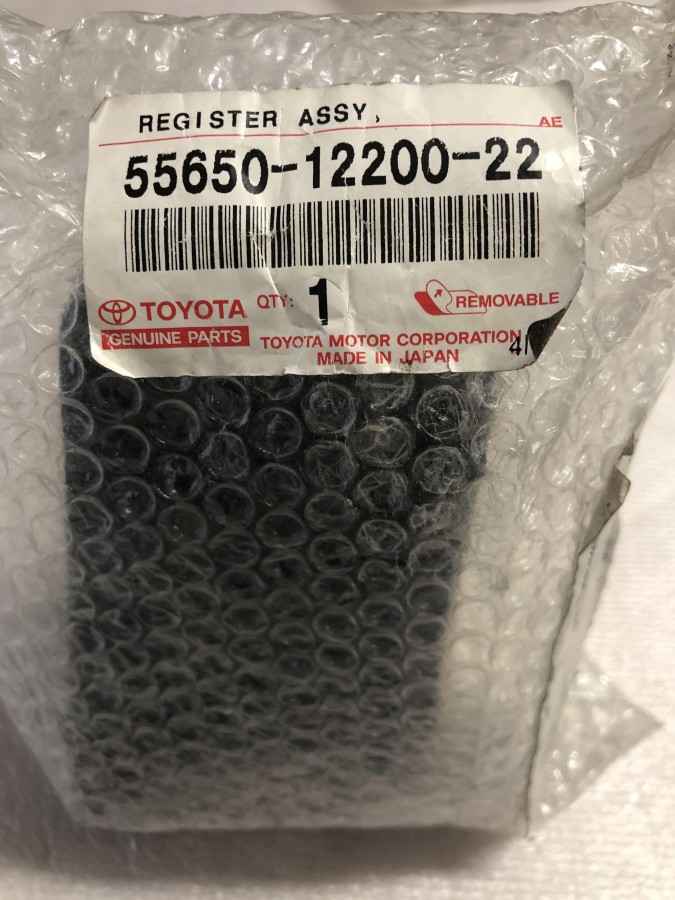 REGISTER ASSY,
AE
55650-12200-22
TOYOTA QTY: 1 REMOVABLE
GENUINE PARTS
TOYOTA MOTOR CORPORATION
MADE IN JAPAN